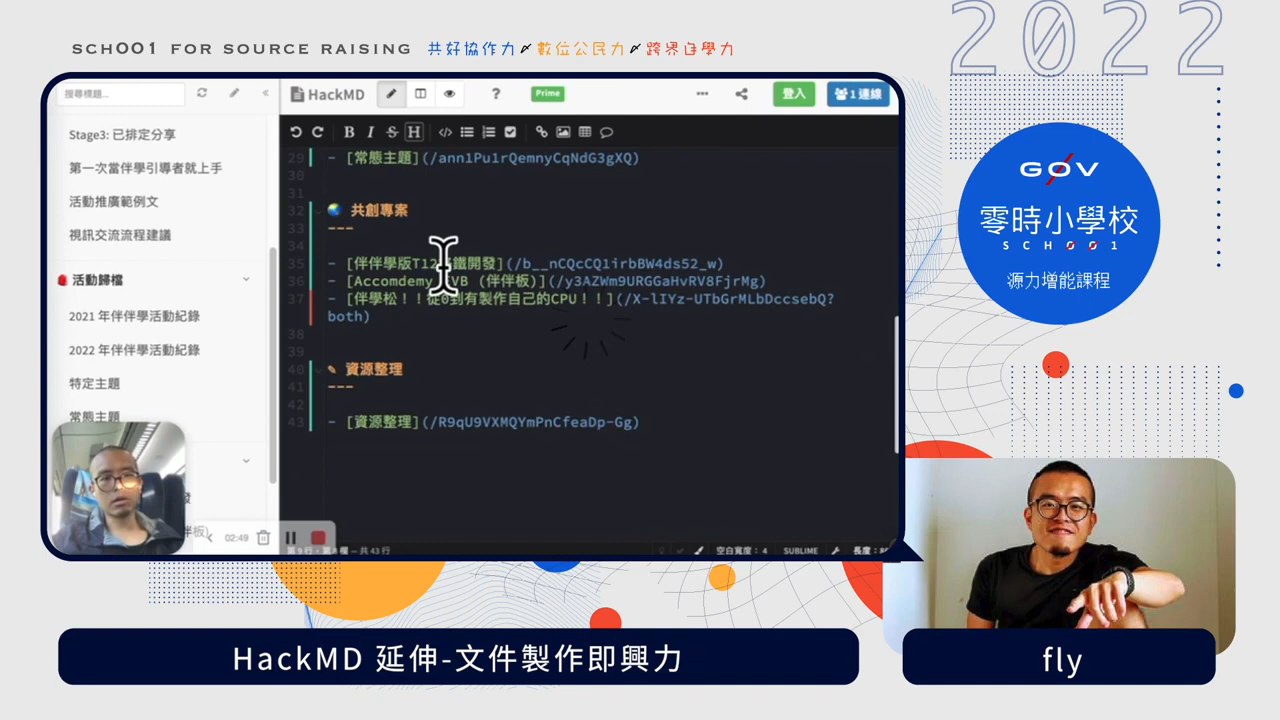 SCH001 FOR SOURCE RAISING 共好協作力 數位公民力 跨界自學力
2022
搜尋標題...
HackMD
?
Prime
登入
1 連線
Stage3: 已排定分享
第一次當伴學引導者就上手
活動推廣範例文
視訊交流流程建議
活動歸檔
2021 年伴伴學活動紀錄
2022 年伴伴學活動紀錄
特定主題
常態主題
02:49
29 - [常態主題](/ann1Pu1rQemnyCqNdG3gXQ)
30
31
32 共創專案
33 ---
34
35 - [伴伴學版T12 鐵開發](/b__nCQcCQ1irbBW4ds52_w)
36 - [Accomdemy VB (伴伴板)](/y3AZWm9URGGaHvRV8FjrMg)
37 - [伴學松!!從0到有製作自己的CPU!!](/X-lIYz-UTbGrMLbDccsebQ?
both)
38
39
40 資源整理
41 ---
42
43 - [資源整理](/R9qU9VXMQYmPnCfeaDp-Gg)
共 43 行
空白寬度: 4 SUBLIME
G0V
零時小學校
SCH001
源力增能課程
HackMD 延伸-文件製作即興力
fly